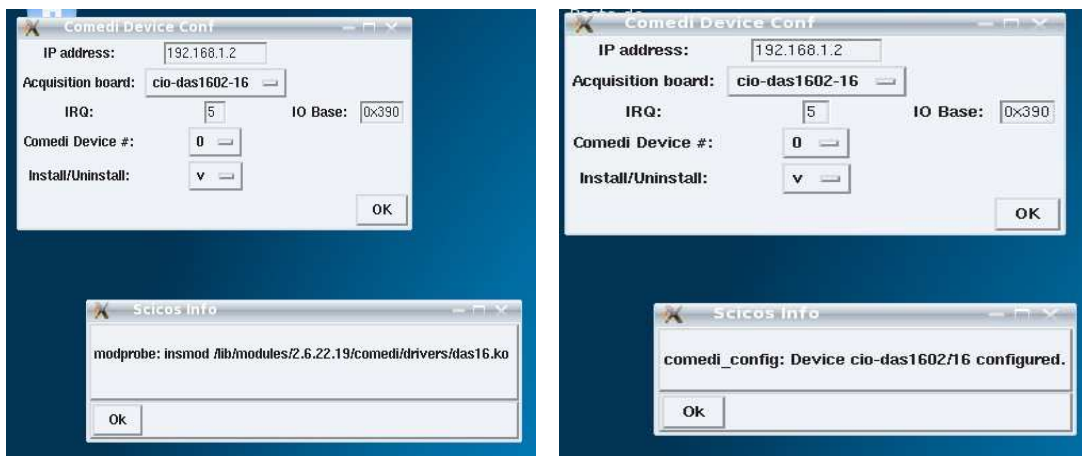 Comedi Device Conf
IP address: 192.168.1.2
Acquisition board: cio-das1602-16
IRQ: 5 IO Base: 0x390
Comedi Device #: 0
Install/Uninstall: v
OK
Scicos Info
modprobe: insmod /lib/modules/2.6.22.19/comedi/drivers/das16.ko
Ok
Comedi Device Conf
IP address: 192.168.1.2
Acquisition board: cio-das1602-16
IRQ: 5 IO Base: 0x390
Comedi Device #: 0
Install/Uninstall: v
OK
Scicos Info
comedi_config: Device cio-das1602/16 configured.
Ok